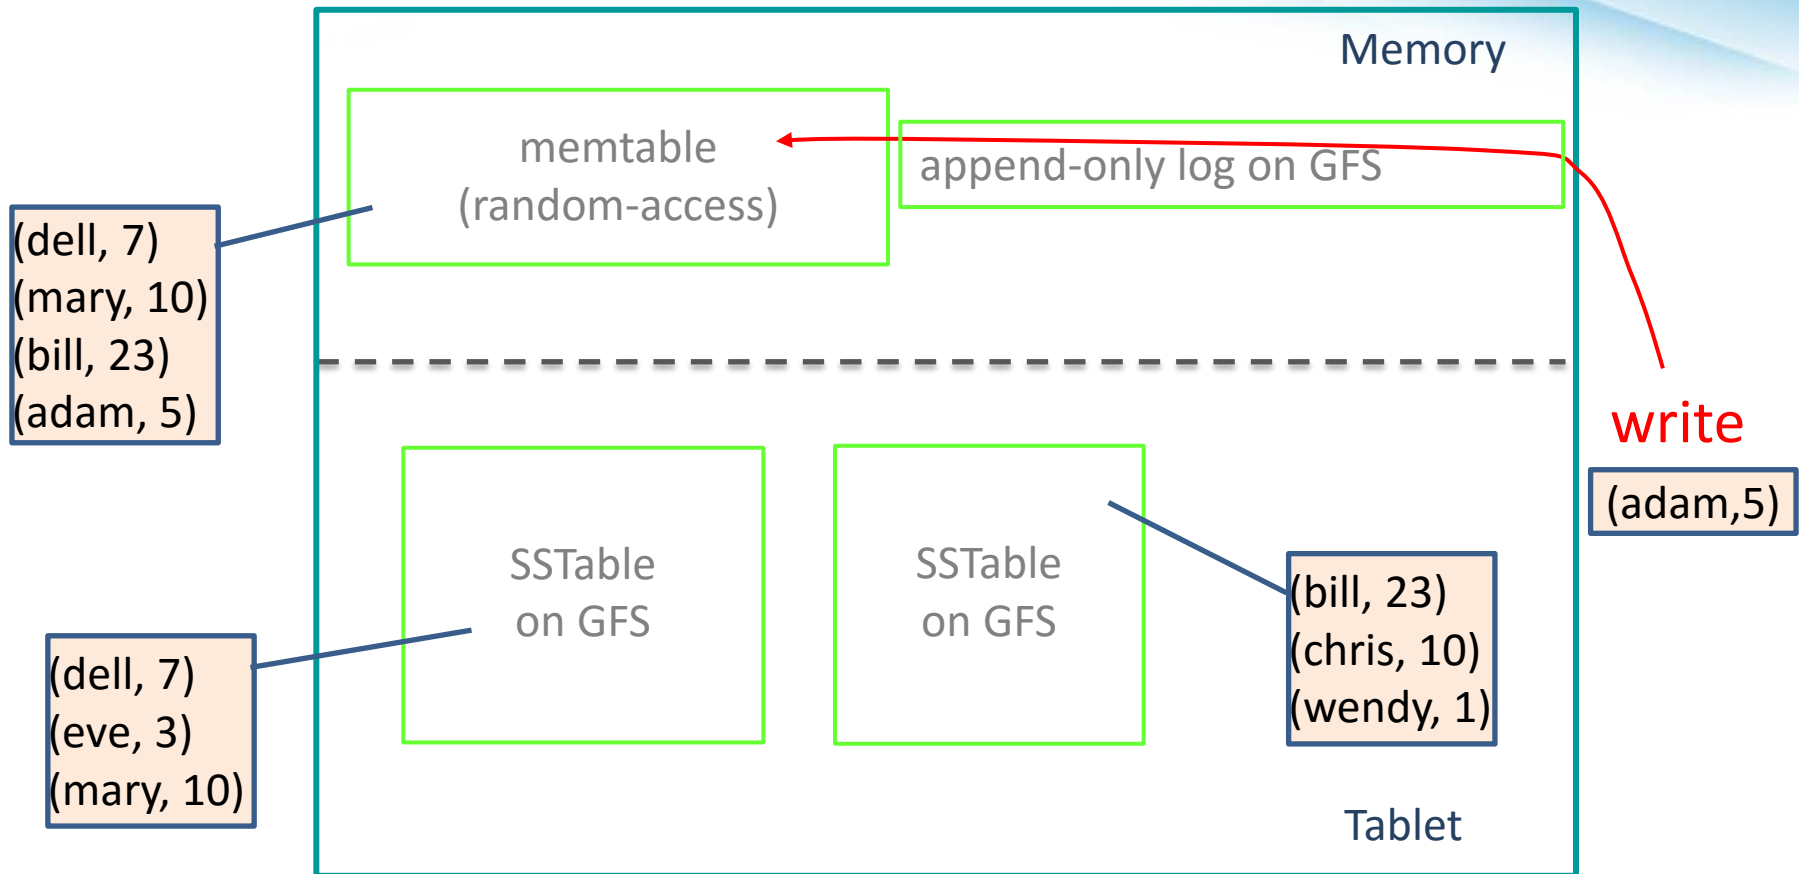 Memory
memtable
(random-access)
append-only log on GFS
(dell, 7)
(mary, 10)
(bill, 23)
(adam, 5)
write
(adam,5)
SSTable
on GFS
SSTable
on GFS
(bill, 23)
(chris, 10)
(wendy, 1)
(dell, 7)
(eve, 3)
(mary, 10)
Tablet